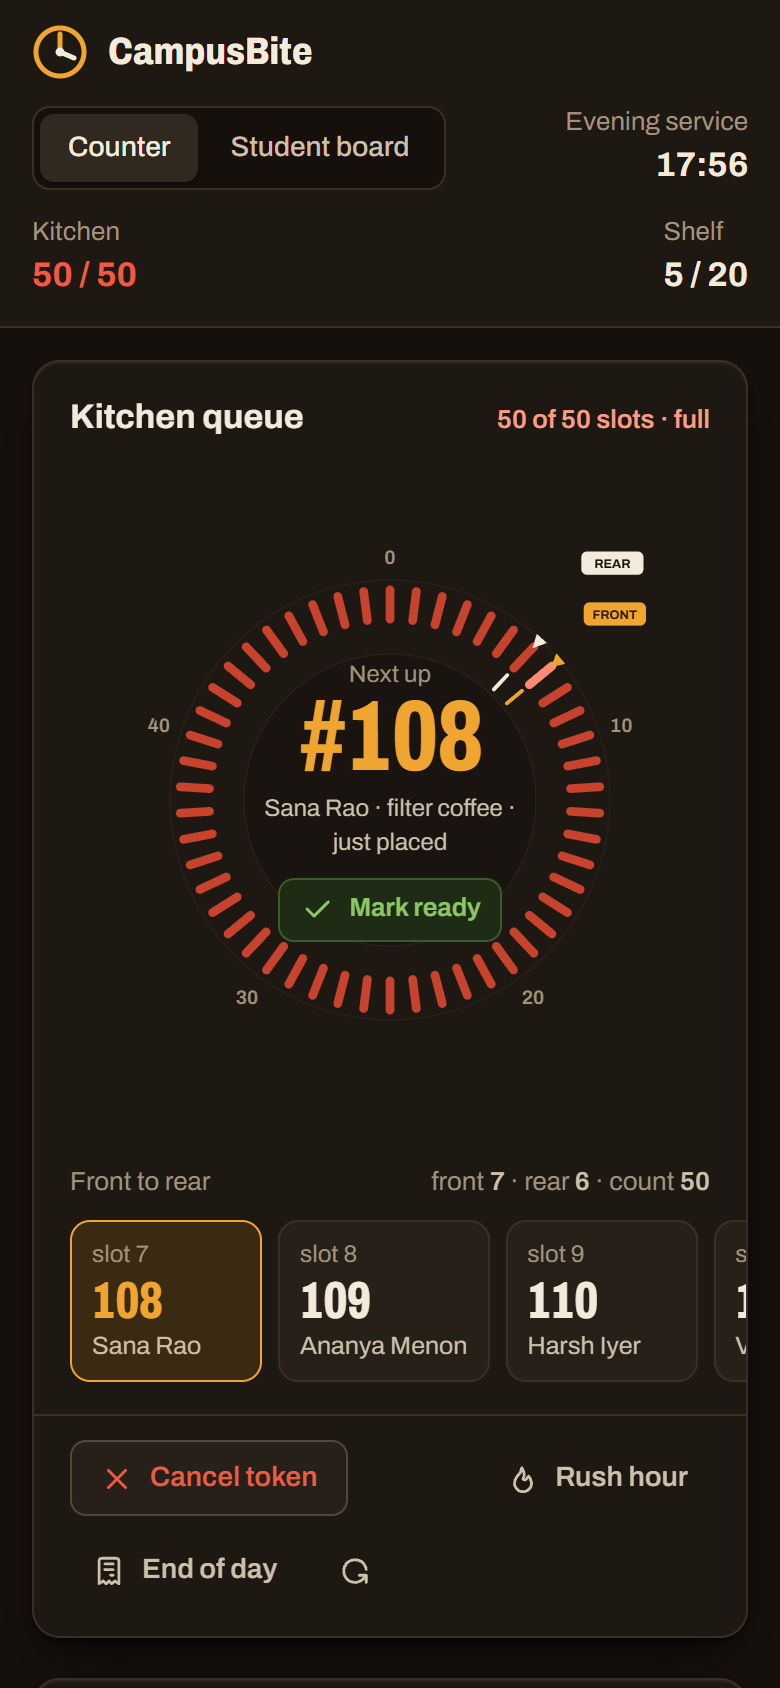 CampusBite
Counter
Student board
Evening service
17:56
Kitchen
50 / 50
Shelf
5 / 20
Kitchen queue
50 of 50 slots · full
0
REAR
FRONT
Next up
#108
Sana Rao · filter coffee ·
just placed
Mark ready
40
10
30
20
Front to rear
front 7 · rear 6 · count 50
slot 7
108
Sana Rao
slot 8
109
Ananya Menon
slot 9
110
Harsh Iyer
Cancel token
Rush hour
End of day